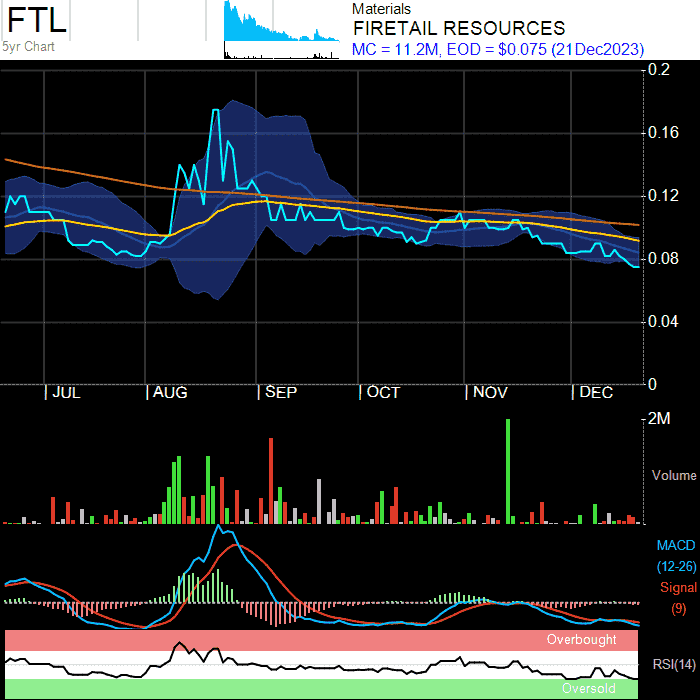 FTL
5yr Chart
Materials
FIRETAIL RESOURCES
MC = 11.2M, EOD = $0.075 (21Dec2023)
0.2
0.16
0.12
0.08
0.04
0
JUL AUG SEP OCT NOV DEC
2M
Volume
MACD
(12-26)
Signal
(9)
Overbought
RSI(14)
Oversold